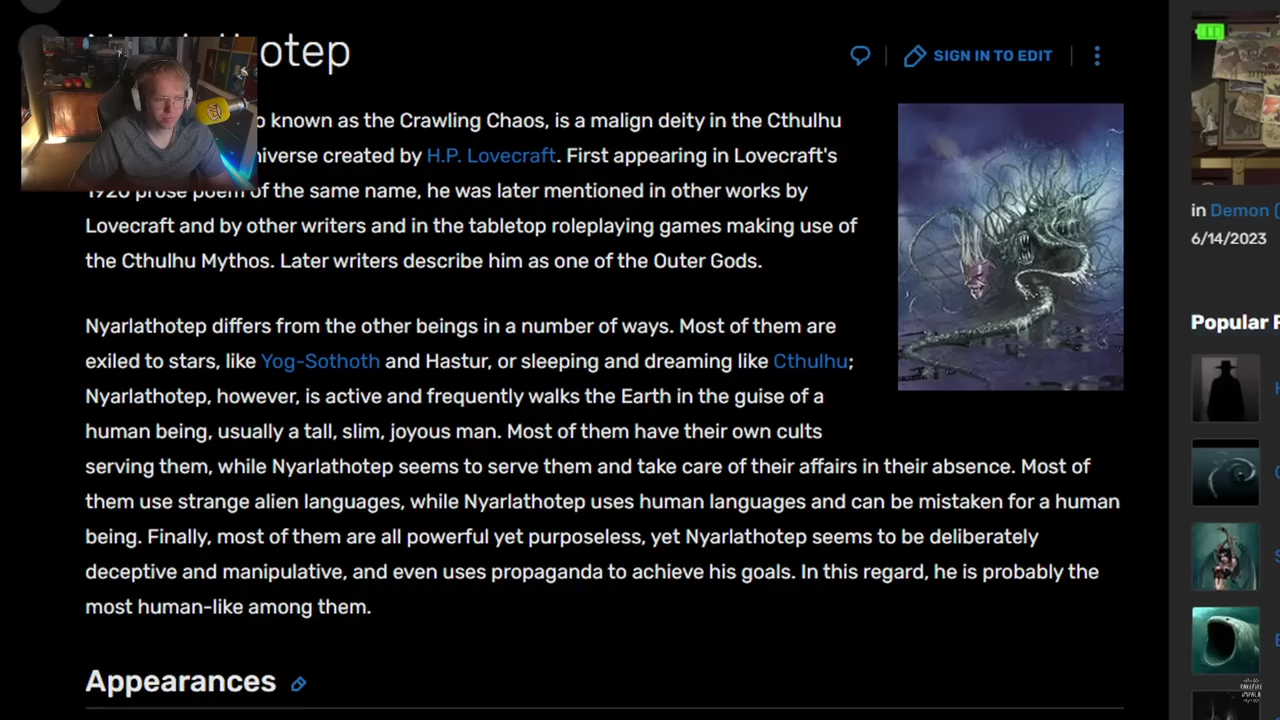 otep
SIGN IN TO EDIT
o known as the Crawling Chaos, is a malign deity in the Cthulhu
niverse created by H.P. Lovecraft. First appearing in Lovecraft's
1920 prose poem of the same name, he was later mentioned in other works by
Lovecraft and by other writers and in the tabletop roleplaying games making use of
the Cthulhu Mythos. Later writers describe him as one of the Outer Gods.
Nyarlathotep differs from the other beings in a number of ways. Most of them are
exiled to stars, like Yog-Sothoth and Hastur, or sleeping and dreaming like Cthulhu;
Nyarlathotep, however, is active and frequently walks the Earth in the guise of a
human being, usually a tall, slim, joyous man. Most of them have their own cults
serving them, while Nyarlathotep seems to serve them and take care of their affairs in their absence. Most of
them use strange alien languages, while Nyarlathotep uses human languages and can be mistaken for a human
being. Finally, most of them are all powerful yet purposeless, yet Nyarlathotep seems to be deliberately
deceptive and manipulative, and even uses propaganda to achieve his goals. In this regard, he is probably the
most human-like among them.
Appearances
in Demon (
6/14/2023
Popular